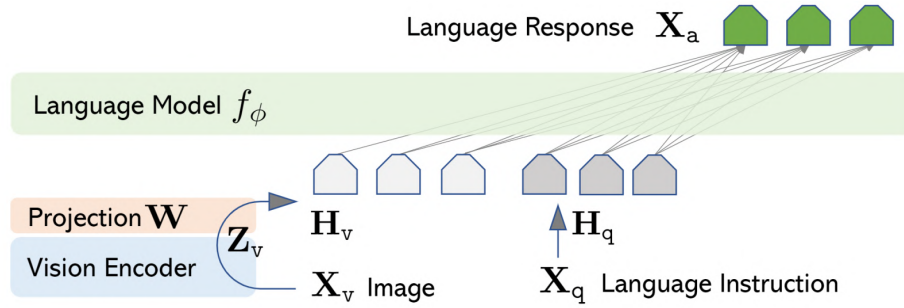 Language Response X_a
Language Model f_ϕ
Projection W
Z_v
Vision Encoder
H_v
H_q
X_v Image
X_q Language Instruction